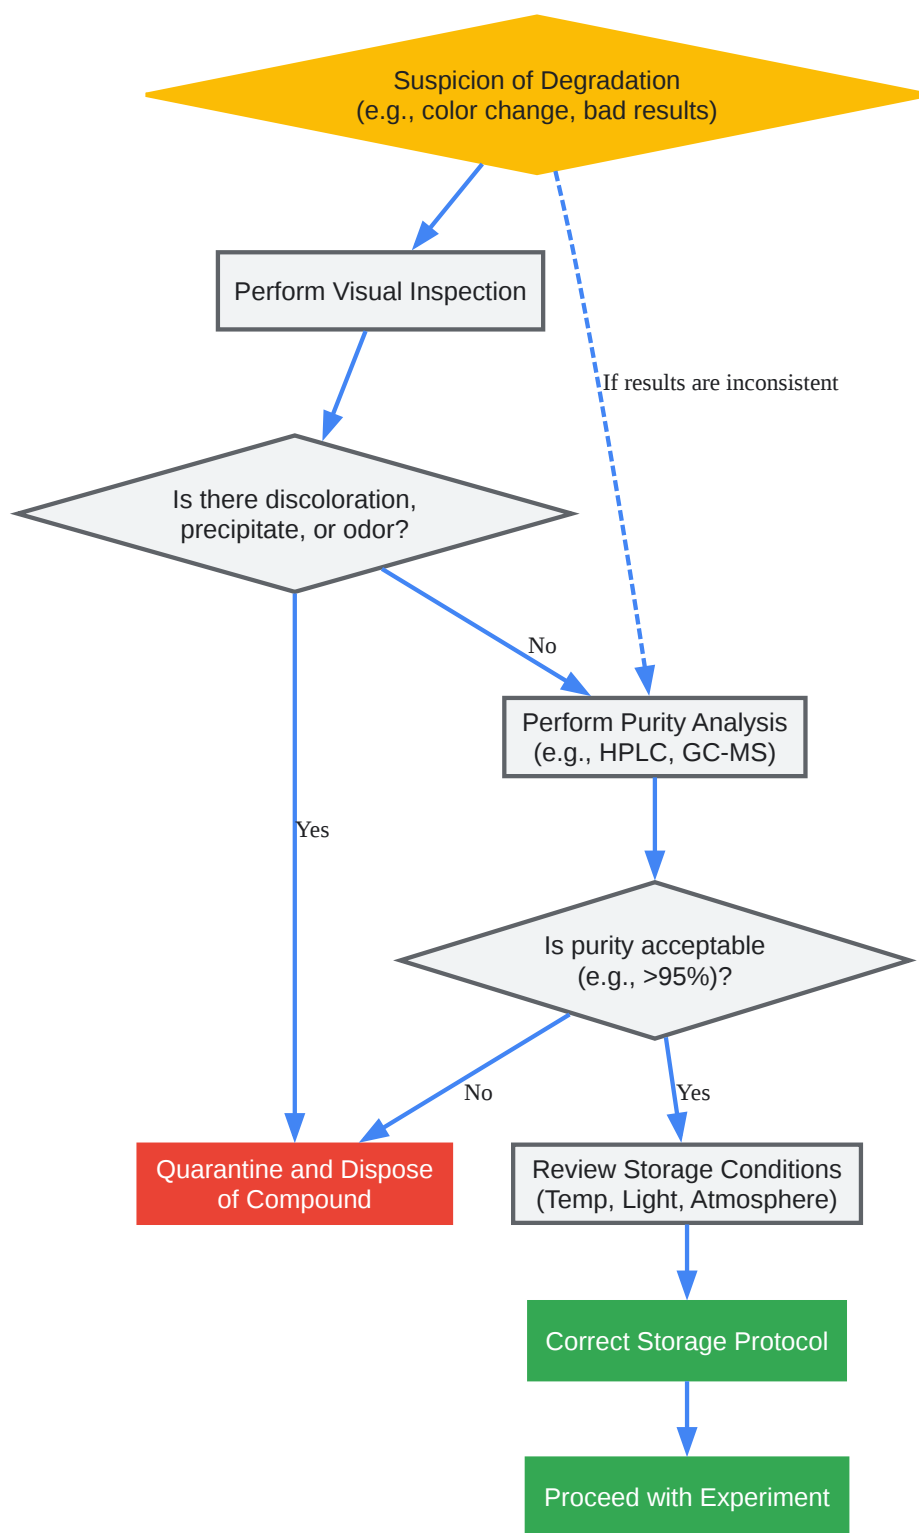 Suspicion of Degradation
(e.g., color change, bad results)
Perform Visual Inspection
If results are inconsistent
Is there discoloration,
precipitate, or odor?
No
Perform Purity Analysis
(e.g., HPLC, GC-MS)
Yes
Is purity acceptable
(e.g., >95%)?
No
Yes
Quarantine and Dispose
of Compound
Review Storage Conditions
(Temp, Light, Atmosphere)
Correct Storage Protocol
Proceed with Experiment